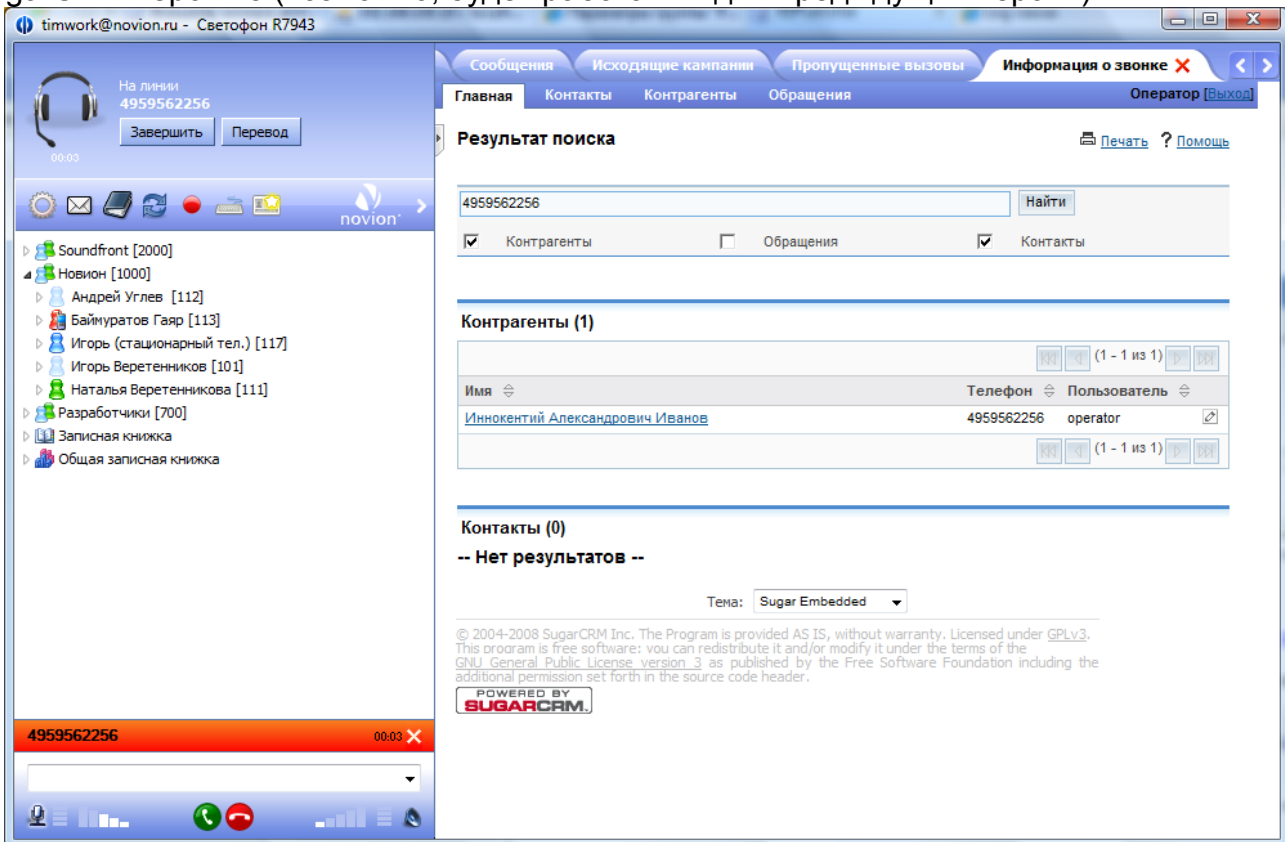 timwork@novion.ru - Светофон R7943
На линии
4959562256
Завершить Перевод
00:03
novion
Soundfront [2000]
Новион [1000]
Андрей Углев [112]
Баймуратов Гаяр [113]
Игорь (стационарный тел.) [117]
Игорь Веретенников [101]
Наталья Веретенникова [111]
Разработчики [700]
Записная книжка
Общая записная книжка
4959562256 00:03
Сообщения Исходящие кампании Пропущенные вызовы Информация о звонке
Главная Контакты Контрагенты Обращения Оператор [Выход]
Результат поиска Печать ? Помощь
4959562256 Найти
Контрагенты Обращения Контакты
Контрагенты (1)
(1 - 1 из 1)
Имя Телефон Пользователь
Иннокентий Александрович Иванов 4959562256 operator
(1 - 1 из 1)
Контакты (0)
-- Нет результатов --
Тема: Sugar Embedded
© 2004-2008 SugarCRM Inc. The Program is provided AS IS, without warranty. Licensed under GPLv3.
This program is free software: you can redistribute it and/or modify it under the terms of the
GNU General Public License version 3 as published by the Free Software Foundation including the
additional permission set forth in the source code header.
POWERED BY
SUGARCRM.